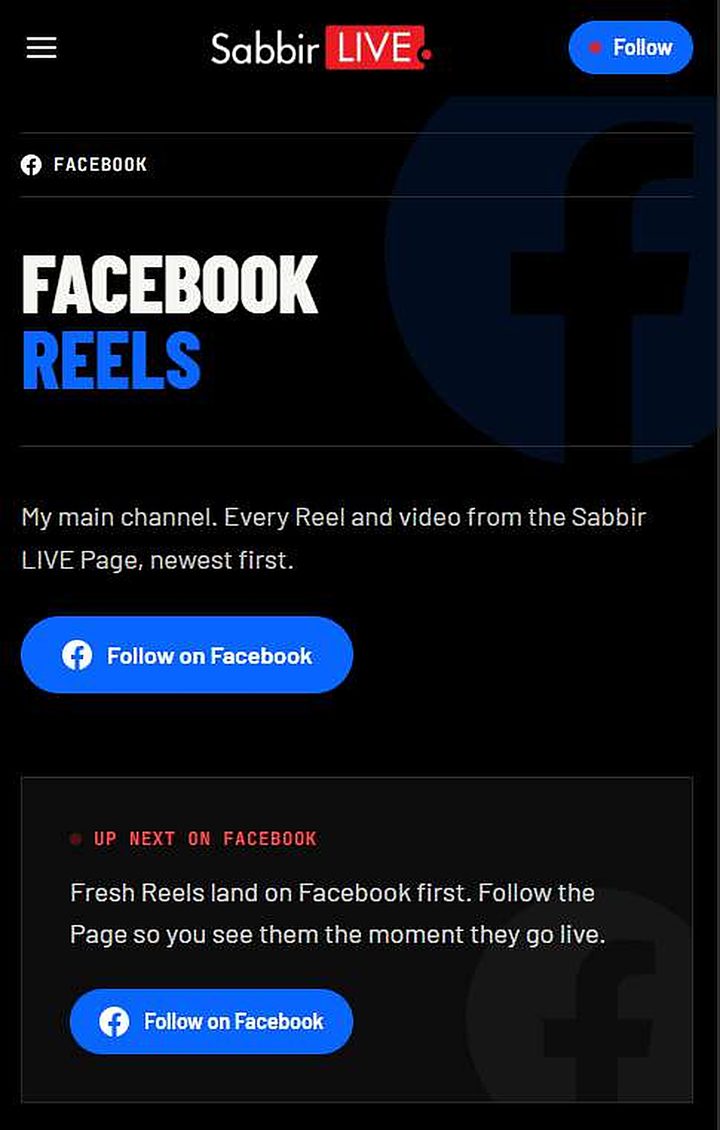 Sabbir LIVE
Follow
FACEBOOK
FACEBOOK
REELS
My main channel. Every Reel and video from the Sabbir
LIVE Page, newest first.
Follow on Facebook
UP NEXT ON FACEBOOK
Fresh Reels land on Facebook first. Follow the
Page so you see them the moment they go live.
Follow on Facebook